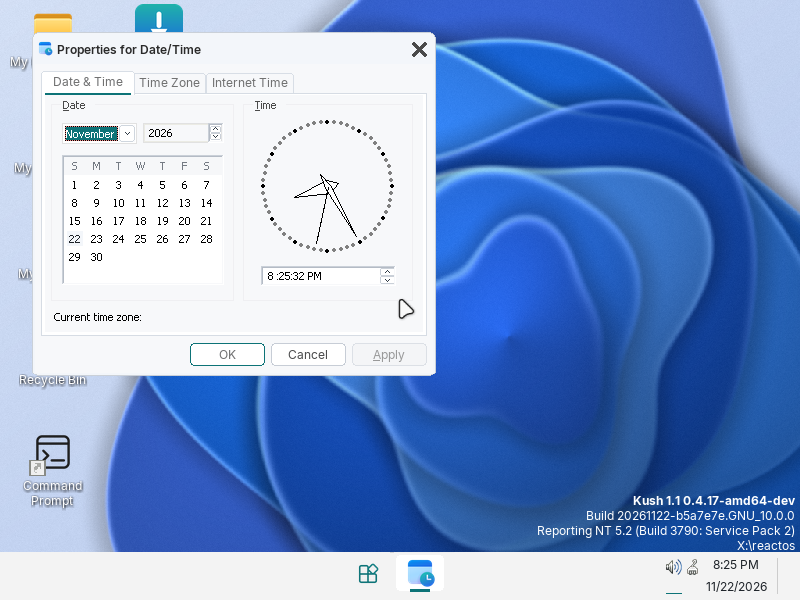 Properties for Date/Time
Date & Time
Time Zone
Internet Time
Date
November
2026
S M T W T F S
1 2 3 4 5 6 7
8 9 10 11 12 13 14
15 16 17 18 19 20 21
22 23 24 25 26 27 28
29 30
Time
8 :25:32 PM
Current time zone:
OK
Cancel
Apply
My
My
My
Recycle Bin
Command
Prompt
Kush 1.1 0.4.17-amd64-dev
Build 20261122-b5a7e7e.GNU_10.0.0
Reporting NT 5.2 (Build 3790: Service Pack 2)
X:\reactos
8:25 PM
11/22/2026